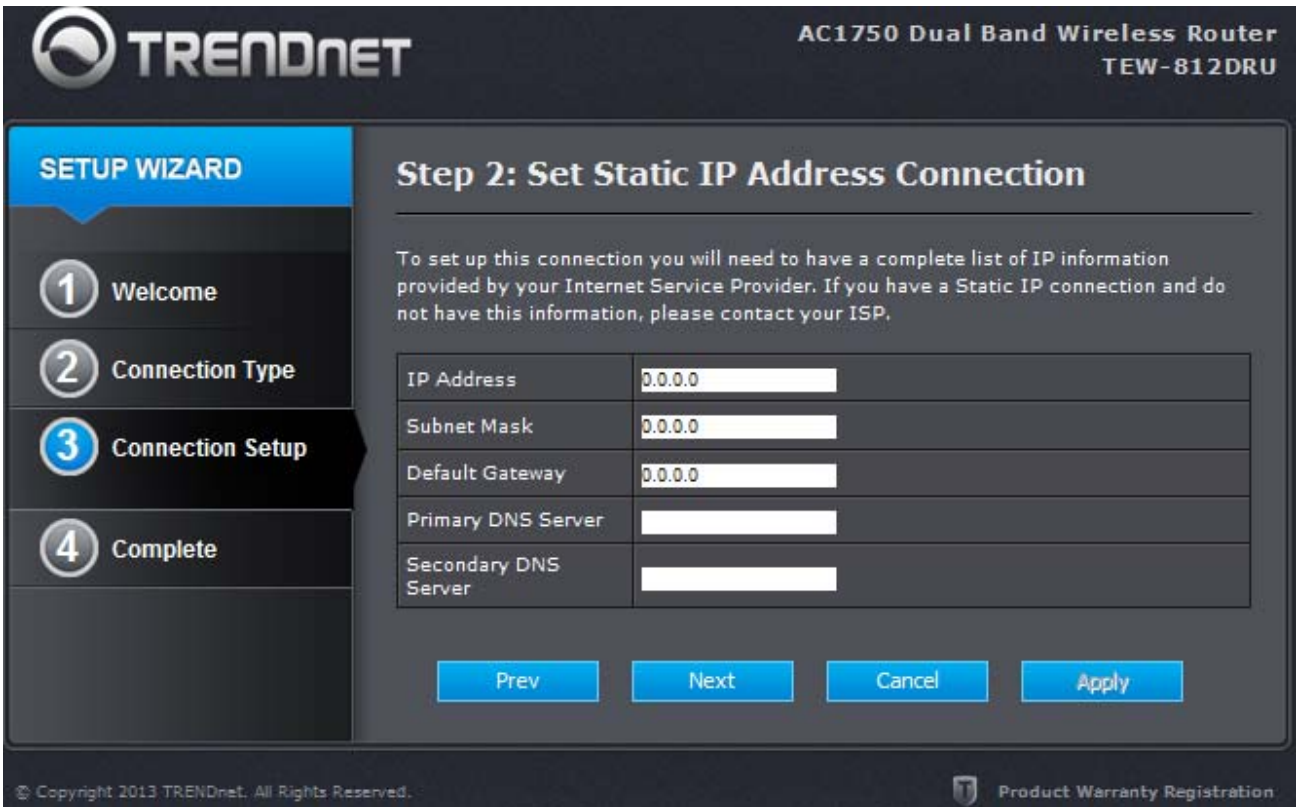 TRENDNET
AC1750 Dual Band Wireless Router
TEW-812DRU
SETUP WIZARD
1 Welcome
2 Connection Type
3 Connection Setup
4 Complete
Step 2: Set Static IP Address Connection
To set up this connection you will need to have a complete list of IP information
provided by your Internet Service Provider. If you have a Static IP connection and do
not have this information, please contact your ISP.
IP Address 0.0.0.0
Subnet Mask 0.0.0.0
Default Gateway 0.0.0.0
Primary DNS Server
Secondary DNS
Server
Prev Next Cancel Apply
© Copyright 2013 TRENDnet. All Rights Reserved.
Product Warranty Registration